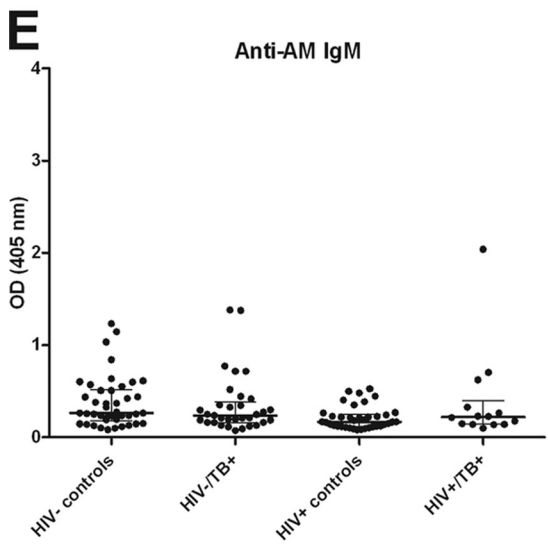 E
Anti-AM IgM
4
3
2
1
0
OD (405 nm)
HIV- controls
HIV-/TB+
HIV+ controls
HIV+/TB+